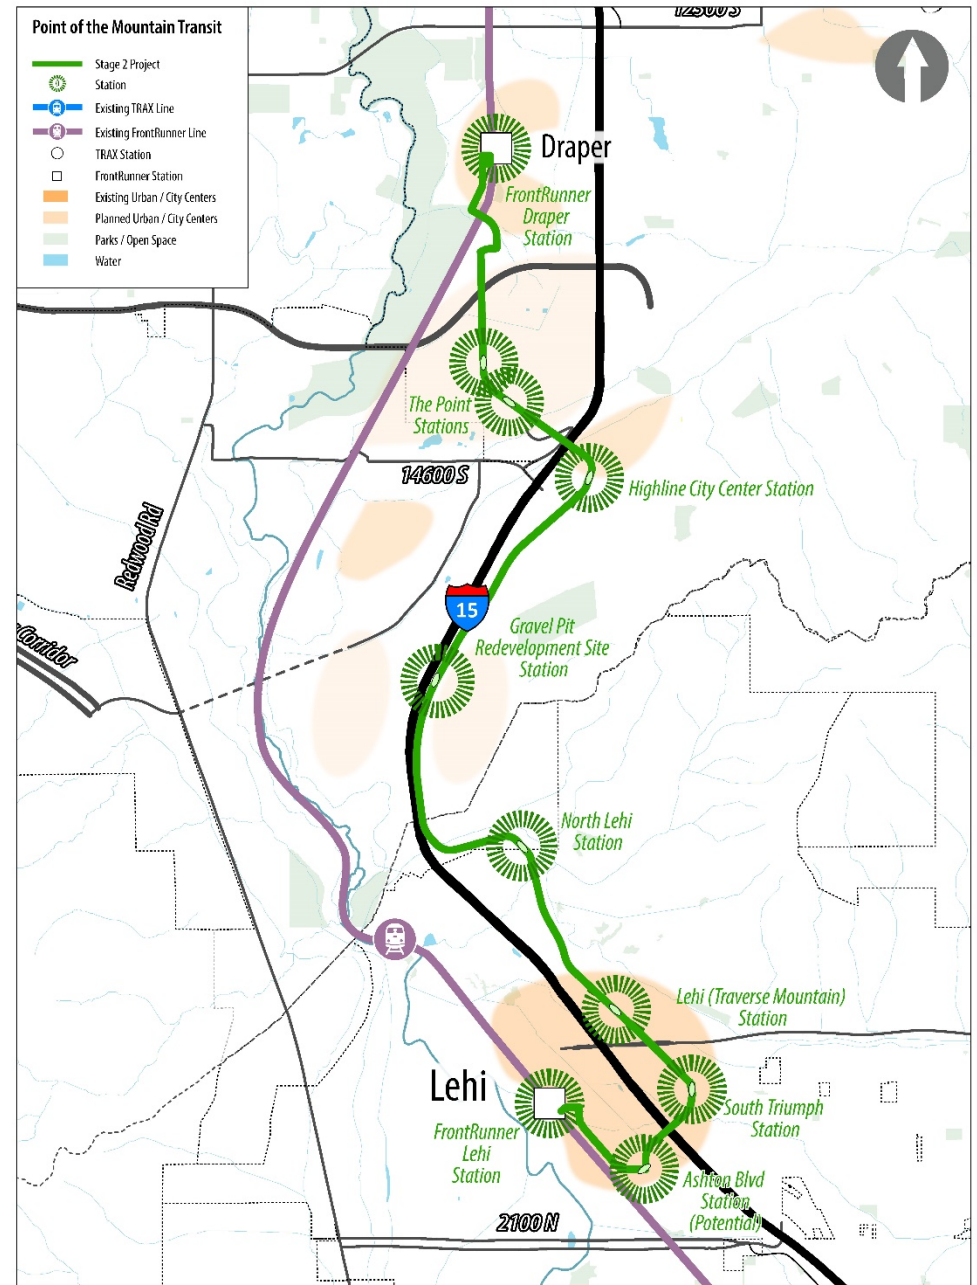 Point of the Mountain Transit
Stage 2 Project
Station
Existing TRAX Line
Existing FrontRunner Line
TRAX Station
FrontRunner Station
Existing Urban / City Centers
Planned Urban / City Centers
Parks / Open Space
Water
12300 S
Draper
FrontRunner
Draper
Station
The Point
Stations
14600 S
Highline City Center Station
Redwood Rd
15
Gravel Pit
Redevelopment Site
Station
Corridor
North Lehi
Station
Lehi (Traverse Mountain)
Station
Lehi
South Triumph
Station
FrontRunner
Lehi
Station
Ashton Blvd
Station
(Potential)
2100 N